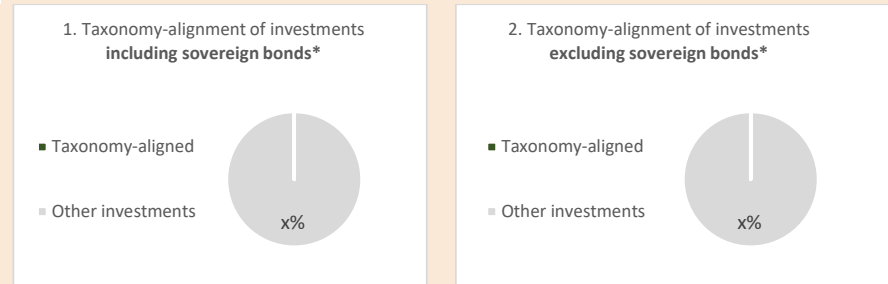 1. Taxonomy-alignment of investments
including sovereign bonds*
Taxonomy-aligned
Other investments
x%
2. Taxonomy-alignment of investments
excluding sovereign bonds*
Taxonomy-aligned
Other investments
x%